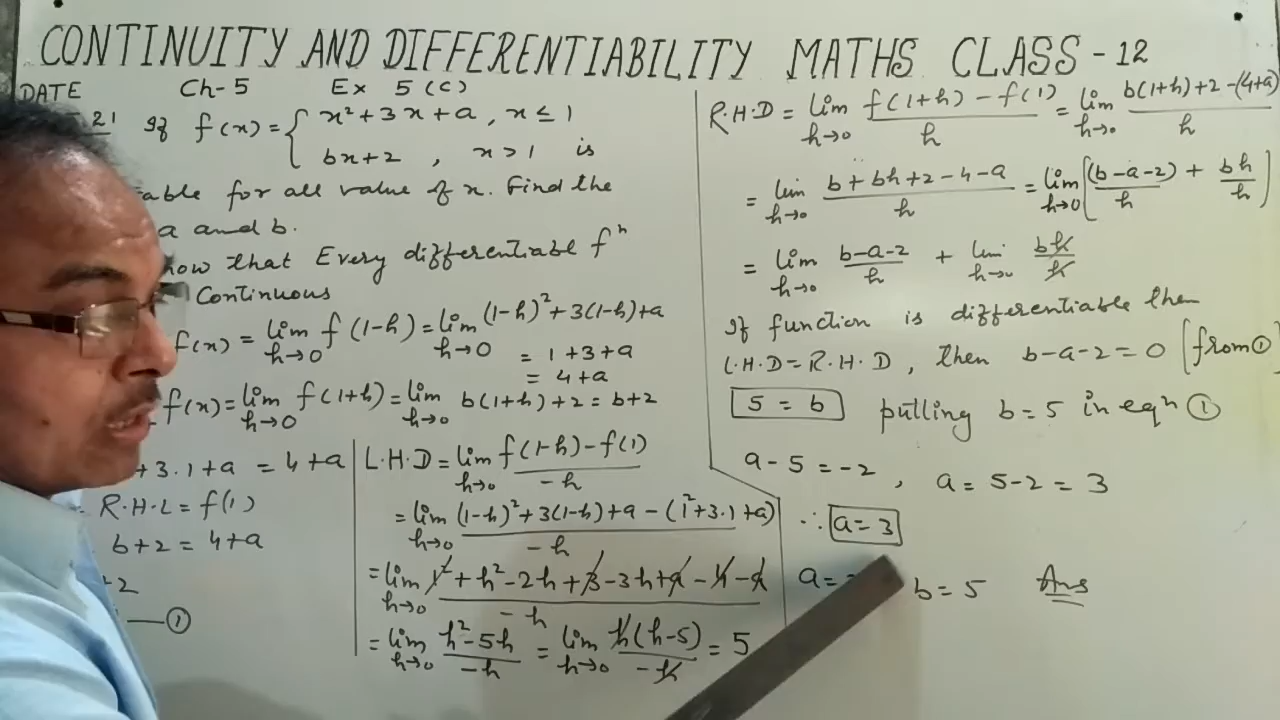 CONTINUITY AND DIFFERENTIABILITY MATHS CLASS - 12
DATE Ch-5 Ex 5(c)
21 If f(x) = { x² + 3x + a, x ≤ 1
bx + 2, x > 1 is
able for all value of x. Find the
a and b.
how that Every differentiable fⁿ
Continuous
f(x) = lim h→0 f(1-h) = lim h→0 (1-h)² + 3(1-h) + a
= 1 + 3 + a
= 4 + a
f(x) = lim h→0 f(1+h) = lim h→0 b(1+h) + 2 = b + 2
+ 3.1 + a = 4 + a
R.H.L = f(1)
b + 2 = 4 + a
-2
—①
L.H.D = lim h→0 f(1-h) - f(1) / -h
= lim h→0 (1-h)² + 3(1-h) + a - (1² + 3.1 + a) / -h
= lim h→0 1² + h² - 2h + 3 - 3h + a - 4 - a / -h
= lim h→0 h² - 5h / -h = lim h→0 h(h-5) / -h = 5
R.H.D = lim h→0 f(1+h) - f(1) / h = lim h→0 b(1+h) + 2 - (4+a) / h
= lim h→0 b + bh + 2 - 4 - a / h = lim h→0 [(b-a-2) / h + bh / h]
= lim h→0 b-a-2 / h + lim h→0 bh / h
If function is differentiable then
L.H.D = R.H.D, then b-a-2 = 0 [from ①
5 = b putting b = 5 in eqⁿ ①
a - 5 = -2, a = 5-2 = 3
∴ a = 3
a = b = 5 Ans